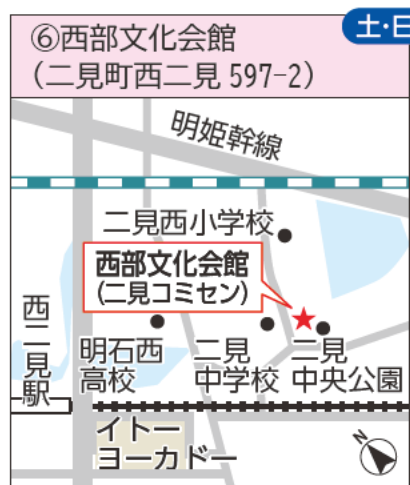 土・日
⑥西部文化会館
(二見町西二見 597-2)
明姫幹線
二見西小学校
西部文化会館
(二見コミセン)
西二見駅
明石西
高校
二見
中学校
二見
中央公園
イトー
ヨーカドー
N